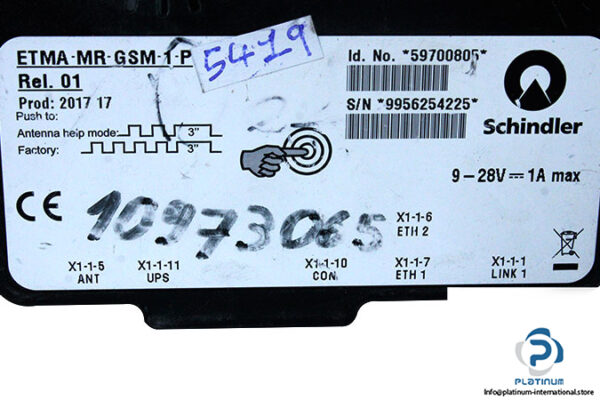 ETMA-MR-GSM-1-P
5419
Id. No. *59700805*
Rel. 01
Prod: 2017 17
S/N *9956254225*
Push to:
Antenna help mode: 3"
Factory: 3"
Schindler
9-28V 1A max
CE
10973065
X1-1-6
ETH 2
X1-1-5
ANT
X1-1-11
UPS
X1-1-10
CON
X1-1-7
ETH 1
X1-1-1
LINK 1
PLATINUM
Info@platinum-international.store